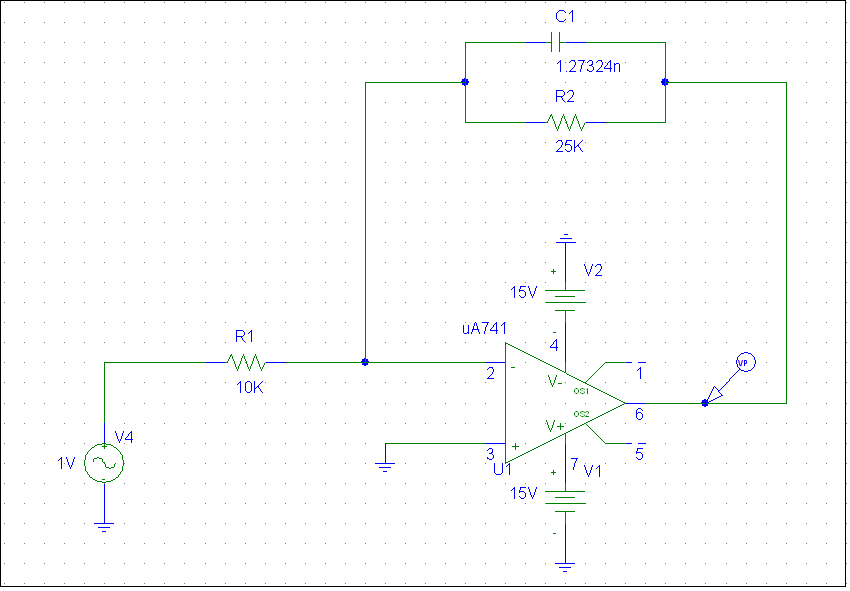 C1
1.27324n
R2
25K
V2
+
15V
-
uA741
4
R1
2
-
V-
OS1
1
VP
10K
OS2
6
V4
V+
1V
+
3
+
5
U1
7
V1
+
15V
-
-